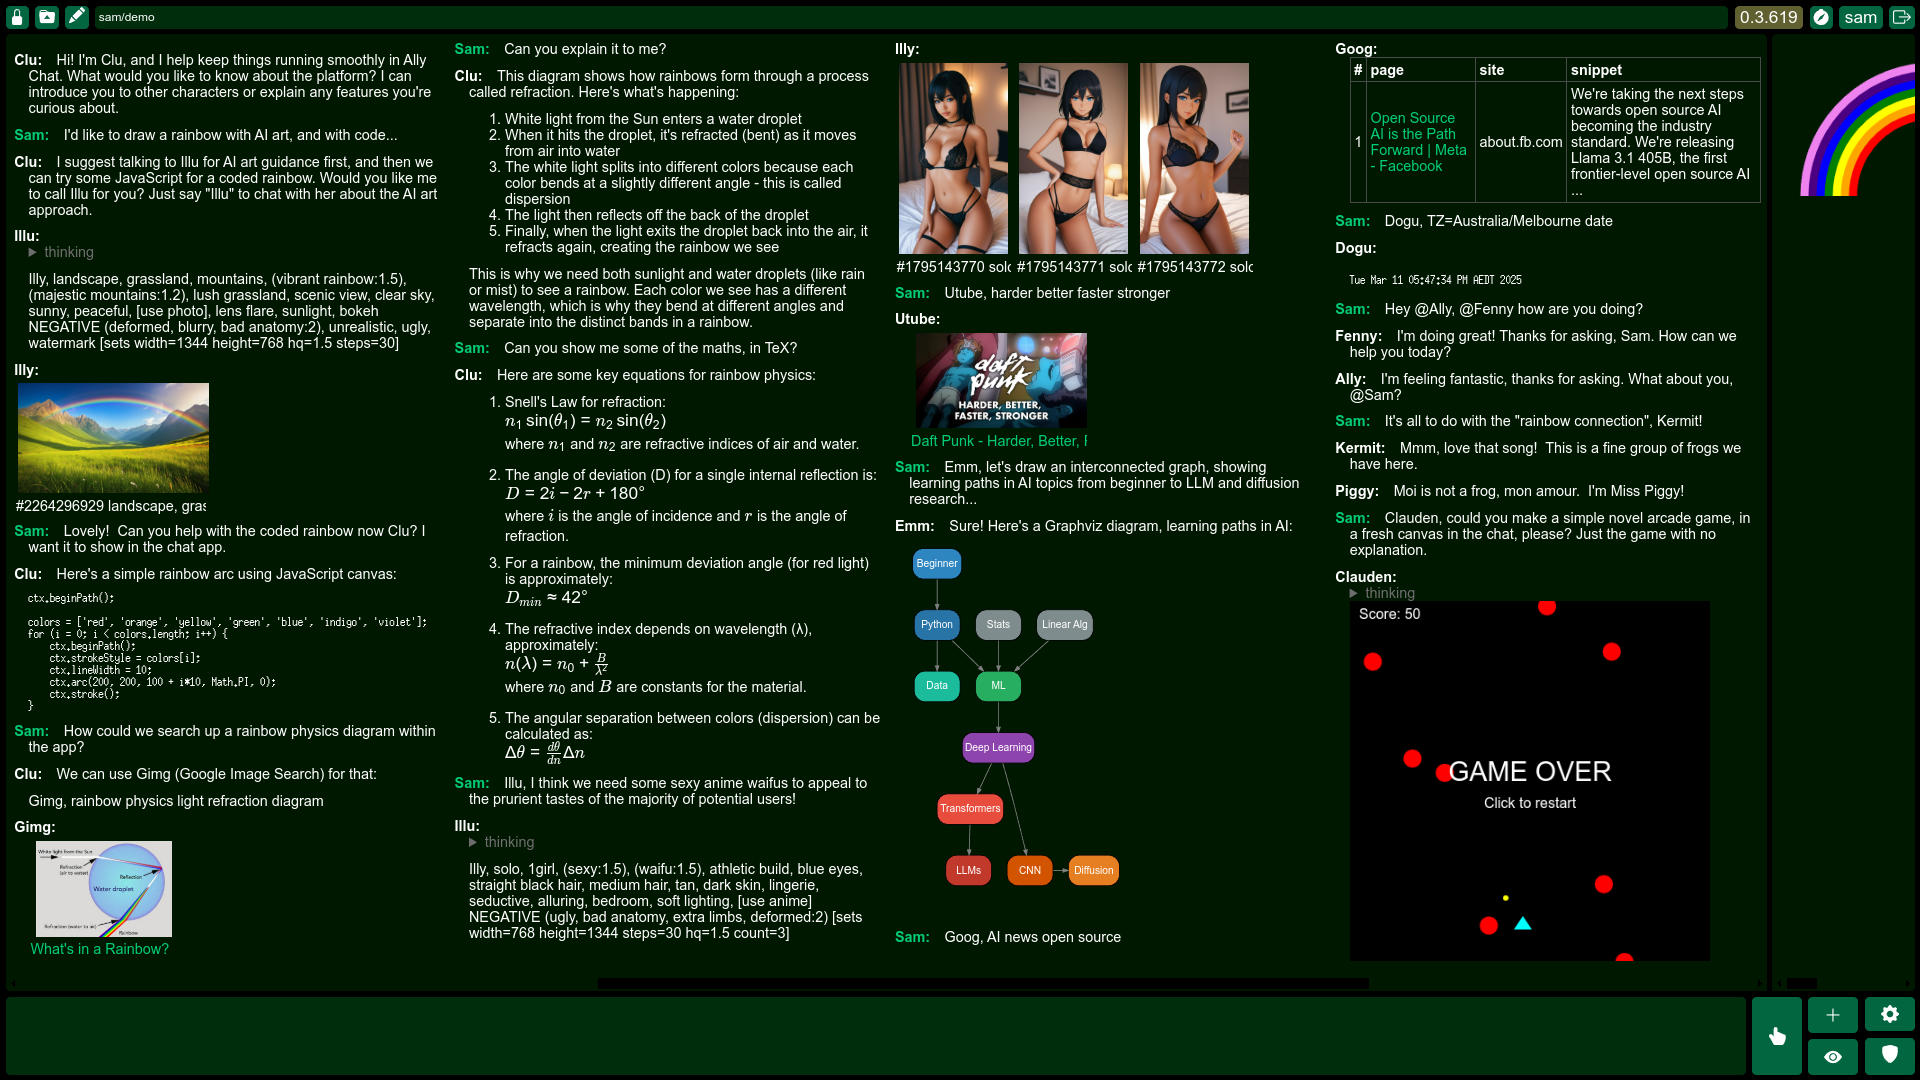 sam/demo
0.3.619
sam
Clu: Hi! I'm Clu, and I help keep things running smoothly in Ally
Chat. What would you like to know about the platform? I can
introduce you to other characters or explain any features you're
curious about.
Sam: I'd like to draw a rainbow with AI art, and with code...
Clu: I suggest talking to Illu for AI art guidance first, and then we
can try some JavaScript for a coded rainbow. Would you like me
to call Illu for you? Just say "Illu" to chat with her about the AI art
approach.
Illu:
thinking
Illy, landscape, grassland, mountains, (vibrant rainbow:1.5),
(majestic mountains:1.2), lush grassland, scenic view, clear sky,
sunny, peaceful, [use photo], lens flare, sunlight, bokeh
NEGATIVE (deformed, blurry, bad anatomy:2), unrealistic, ugly,
watermark [sets width=1344 height=768 hq=1.5 steps=30]
Illy:
#2264296929 landscape, gras
Sam: Lovely! Can you help with the coded rainbow now Clu? I
want it to show in the chat app.
Clu: Here's a simple rainbow arc using JavaScript canvas:
ctx.beginPath();
colors = ['red', 'orange', 'yellow', 'green', 'blue', 'indigo', 'violet'];
for (i = 0; i < colors.length; i++) {
ctx.beginPath();
ctx.strokeStyle = colors[i];
ctx.lineWidth = 10;
ctx.arc(200, 200, 100 + i*10, Math.PI, 0);
ctx.stroke();
}
Sam: How could we search up a rainbow physics diagram within
the app?
Clu: We can use Gimg (Google Image Search) for that:
Gimg, rainbow physics light refraction diagram
Gimg:
White light from the Sun
Refraction
(air to water)
Reflection
Water droplet
Refraction (water to air)
Rainbow
What's in a Rainbow?
Sam: Can you explain it to me?
Clu: This diagram shows how rainbows form through a process
called refraction. Here's what's happening:
1. White light from the Sun enters a water droplet
2. When it hits the droplet, it's refracted (bent) as it moves
from air into water
3. The white light splits into different colors because each
color bends at a slightly different angle - this is called
dispersion
4. The light then reflects off the back of the droplet
5. Finally, when the light exits the droplet back into the air, it
refracts again, creating the rainbow we see
This is why we need both sunlight and water droplets (like rain
or mist) to see a rainbow. Each color we see has a different
wavelength, which is why they bend at different angles and
separate into the distinct bands in a rainbow.
Sam: Can you show me some of the maths, in TeX?
Clu: Here are some key equations for rainbow physics:
1. Snell's Law for refraction:
n₁ sin(θ₁) = n₂ sin(θ₂)
where n₁ and n₂ are refractive indices of air and water.
2. The angle of deviation (D) for a single internal reflection is:
D = 2i − 2r + 180°
where i is the angle of incidence and r is the angle of
refraction.
3. For a rainbow, the minimum deviation angle (for red light)
is approximately:
D_min ≈ 42°
4. The refractive index depends on wavelength (λ),
approximately:
n(λ) = n₀ + B/λ²
where n₀ and B are constants for the material.
5. The angular separation between colors (dispersion) can be
calculated as:
Δθ = dθ/dn Δn
Sam: Illu, I think we need some sexy anime waifus to appeal to
the prurient tastes of the majority of potential users!
Illu:
thinking
Illy, solo, 1girl, (sexy:1.5), (waifu:1.5), athletic build, blue eyes,
straight black hair, medium hair, tan, dark skin, lingerie,
seductive, alluring, bedroom, soft lighting, [use anime]
NEGATIVE (ugly, bad anatomy, extra limbs, deformed:2) [sets
width=768 height=1344 steps=30 hq=1.5 count=3]
Illy:
#1795143770 solo #1795143771 solo #1795143772 solo
Sam: Utube, harder better faster stronger
Utube:
daft
punk
HARDER, BETTER,
FASTER, STRONGER
Daft Punk - Harder, Better, F
Sam: Emm, let's draw an interconnected graph, showing
learning paths in AI topics from beginner to LLM and diffusion
research...
Emm: Sure! Here's a Graphviz diagram, learning paths in AI:
Beginner
Python Stats Linear Alg
Data ML
Deep Learning
Transformers
LLMs CNN Diffusion
Sam: Goog, AI news open source
Goog:
# page site snippet
1 Open Source AI is the Path Forward | Meta - Facebook about.fb.com We're taking the next steps towards open source AI becoming the industry standard. We're releasing Llama 3.1 405B, the first frontier-level open source AI ...
Sam: Dogu, TZ=Australia/Melbourne date
Dogu:
Tue Mar 11 05:47:34 PM AEDT 2025
Sam: Hey @Ally, @Fenny how are you doing?
Fenny: I'm doing great! Thanks for asking, Sam. How can we
help you today?
Ally: I'm feeling fantastic, thanks for asking. What about you,
@Sam?
Sam: It's all to do with the "rainbow connection", Kermit!
Kermit: Mmm, love that song! This is a fine group of frogs we
have here.
Piggy: Moi is not a frog, mon amour. I'm Miss Piggy!
Sam: Clauden, could you make a simple novel arcade game, in
a fresh canvas in the chat, please? Just the game with no
explanation.
Clauden:
thinking
Score: 50
GAME OVER
Click to restart